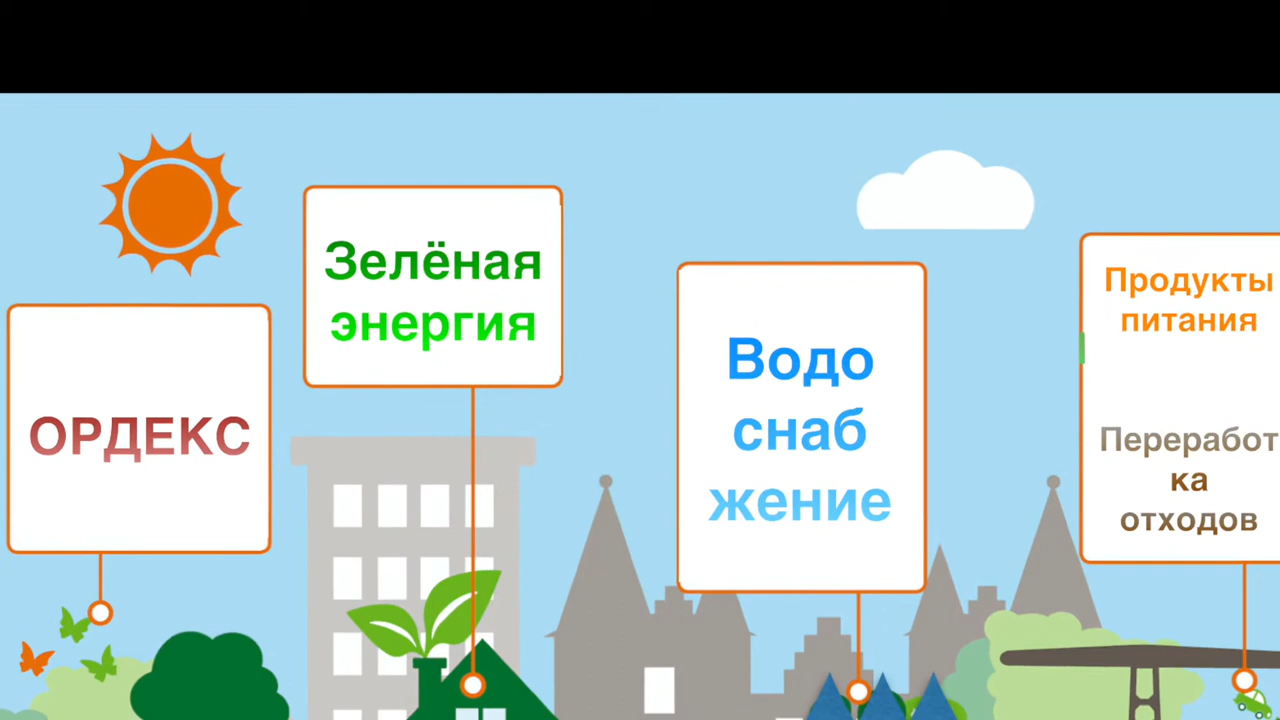 ОРДЕКС
Зелёная
энергия
Водо
снаб
жение
Продукты
питания
Переработ
ка
отходов